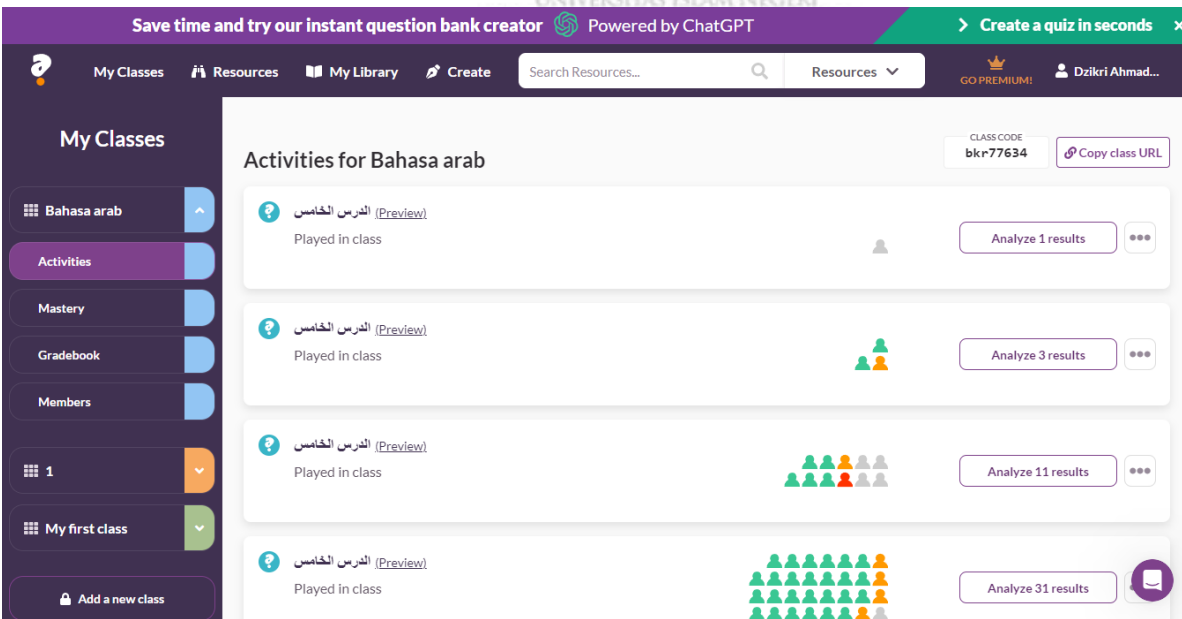 UNIVERSITAS ISLAM NEGERI
Save time and try our instant question bank creator Powered by ChatGPT
Create a quiz in seconds ×
My Classes Resources My Library Create Search Resources... Resources GO PREMIUM! Dzikri Ahmad...
My Classes
Activities for Bahasa arab
CLASS CODE
bkr77634
Copy class URL
Bahasa arab
Activities
Mastery
Gradebook
Members
1
My first class
Add a new class
الدرس الخامس (Preview)
Played in class
Analyze 1 results
الدرس الخامس (Preview)
Played in class
Analyze 3 results
الدرس الخامس (Preview)
Played in class
Analyze 11 results
الدرس الخامس (Preview)
Played in class
Analyze 31 results